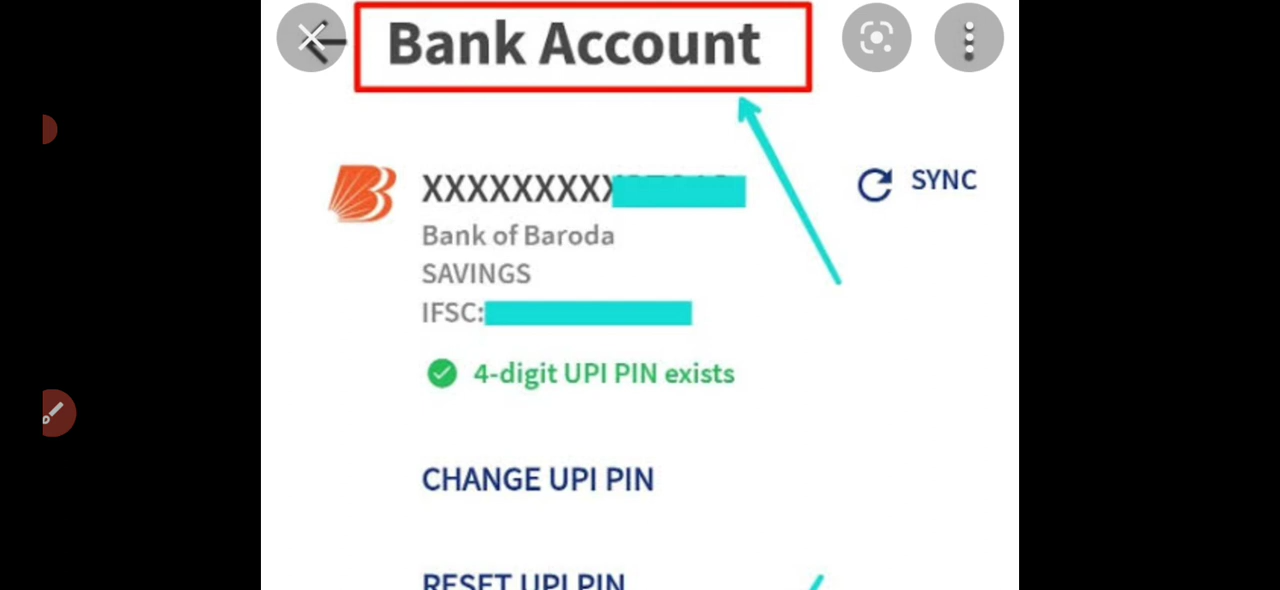 Bank Account
XXXXXXXXX
SYNC
Bank of Baroda
SAVINGS
IFSC:
4-digit UPI PIN exists
CHANGE UPI PIN
RESET UPI PIN